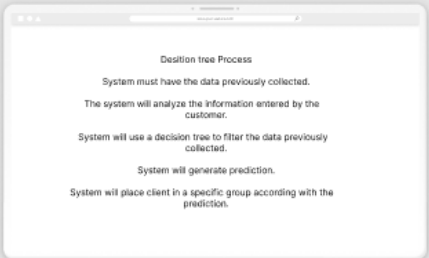 Desition tree Process
System must have the data previously collected.
The system will analyze the information entered by the
customer.
System will use a decision tree to filter the data previously
collected.
System will generate prediction.
System will place client in a specific group according with the
prediction.